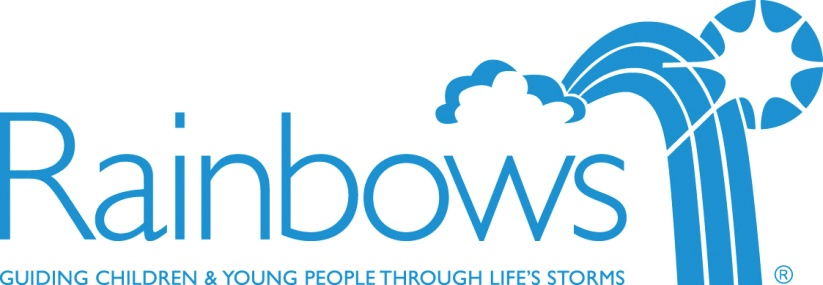 Rainbows
GUIDING CHILDREN & YOUNG PEOPLE THROUGH LIFE'S STORMS ®